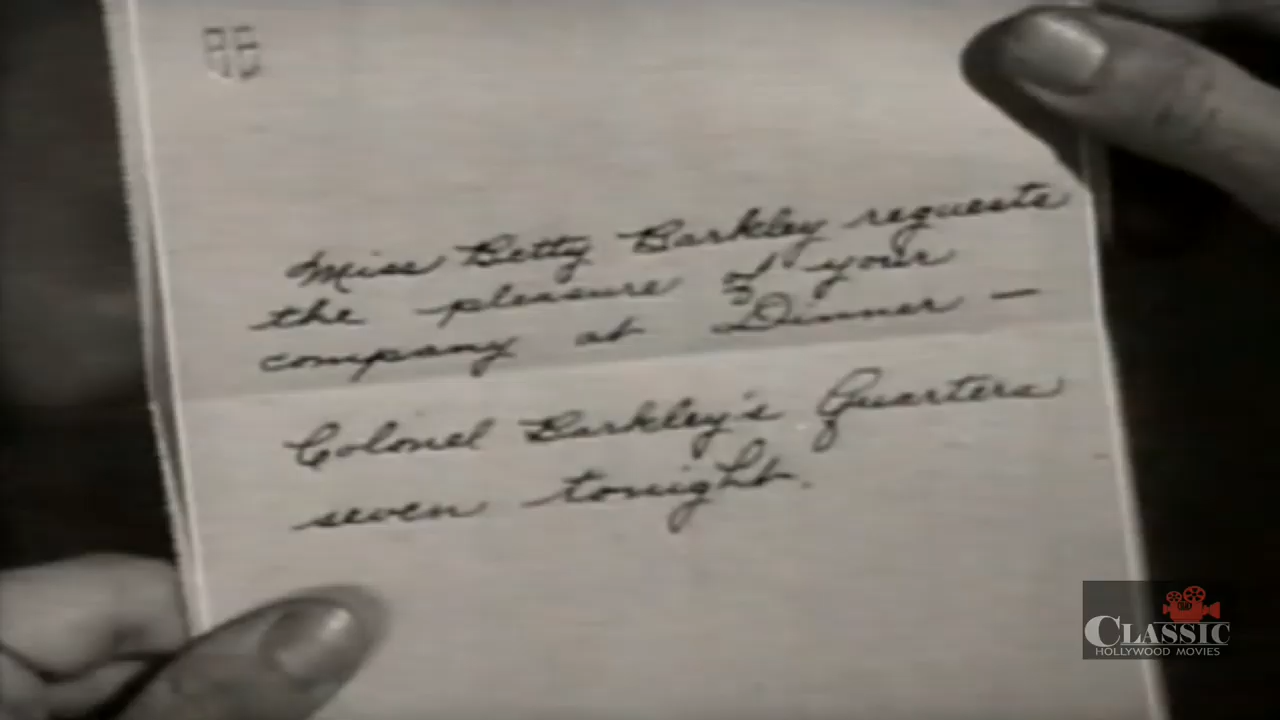 BB
Miss Betty Barkley requests
the pleasure of your
company at Dinner —
Colonel Barkley's Quarters
seven tonight.
CLASSIC
HOLLYWOOD MOVIES